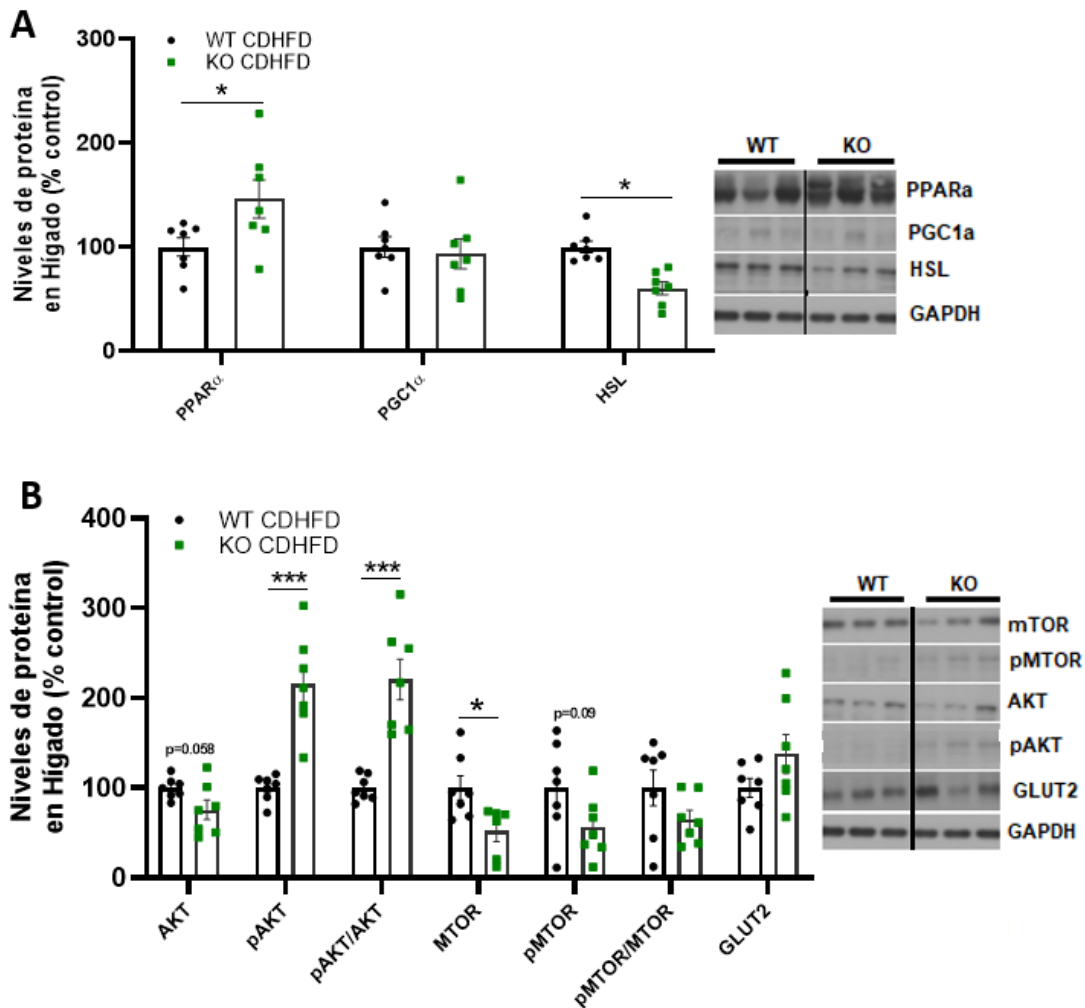 A
Niveles de proteína
en Hígado (% control)
300
200
100
0
WT CDHFD
KO CDHFD
*
*
PPARα
PGC1α
HSL
WT KO
PPARa
PGC1a
HSL
GAPDH
B
Niveles de proteína
en Hígado (% control)
400
300
200
100
0
WT CDHFD
KO CDHFD
p=0.058
***
***
*
p=0.09
AKT
pAKT
pAKT/AKT
MTOR
pMTOR
pMTOR/MTOR
GLUT2
WT KO
mTOR
pMTOR
AKT
pAKT
GLUT2
GAPDH